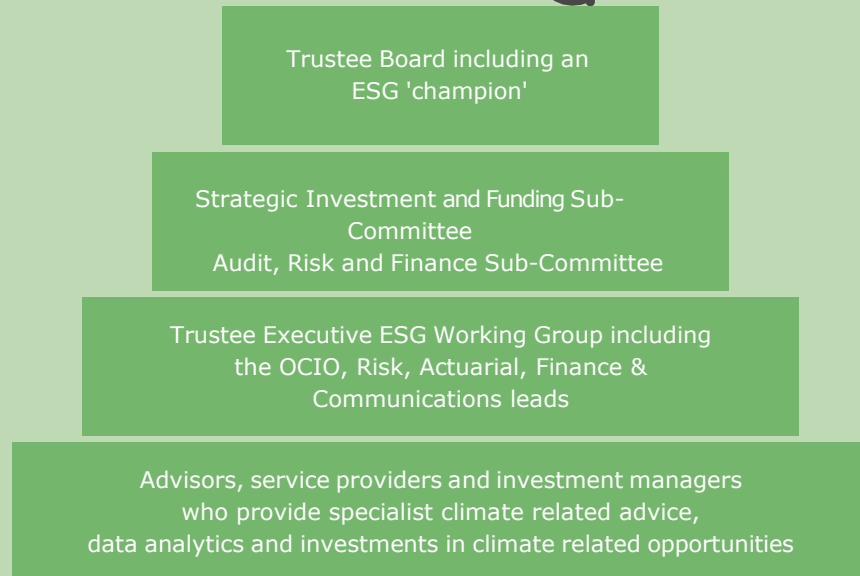 Trustee Board including an
ESG 'champion'
Strategic Investment and Funding Sub-
Committee
Audit, Risk and Finance Sub-Committee
Trustee Executive ESG Working Group including
the OCIO, Risk, Actuarial, Finance &
Communications leads
Advisors, service providers and investment managers
who provide specialist climate related advice,
data analytics and investments in climate related opportunities